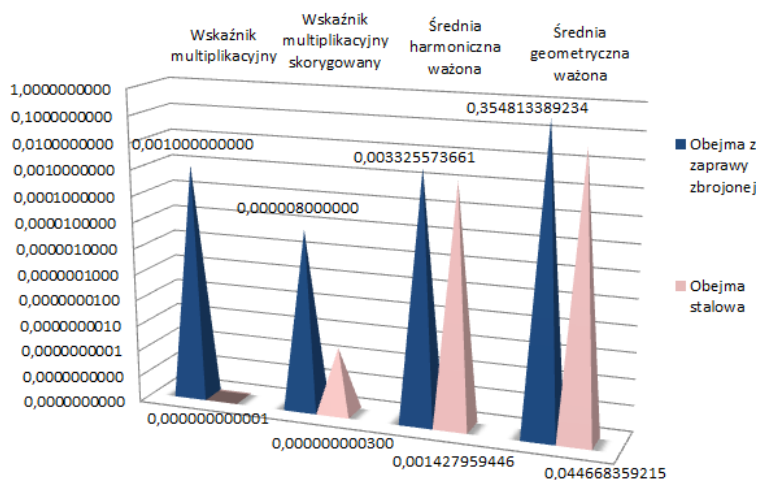 Wskaźnik
multiplikacyjny
Wskaźnik
multiplikacyjny
skorygowany
Średnia
harmoniczna
ważona
Średnia
geometryczna
ważona
1,0000000000
0,1000000000
0,0100000000
0,0010000000
0,0001000000
0,0000100000
0,0000010000
0,0000001000
0,0000000100
0,0000000010
0,0000000001
0,0000000000
0,0000000000
0,001000000000
0,000008000000
0,003325573661
0,354813389234
0,000000000001
0,000000000300
0,001427959446
0,044668359215
Obejma z
zaprawy
zbrojonej
Obejma
stalowa